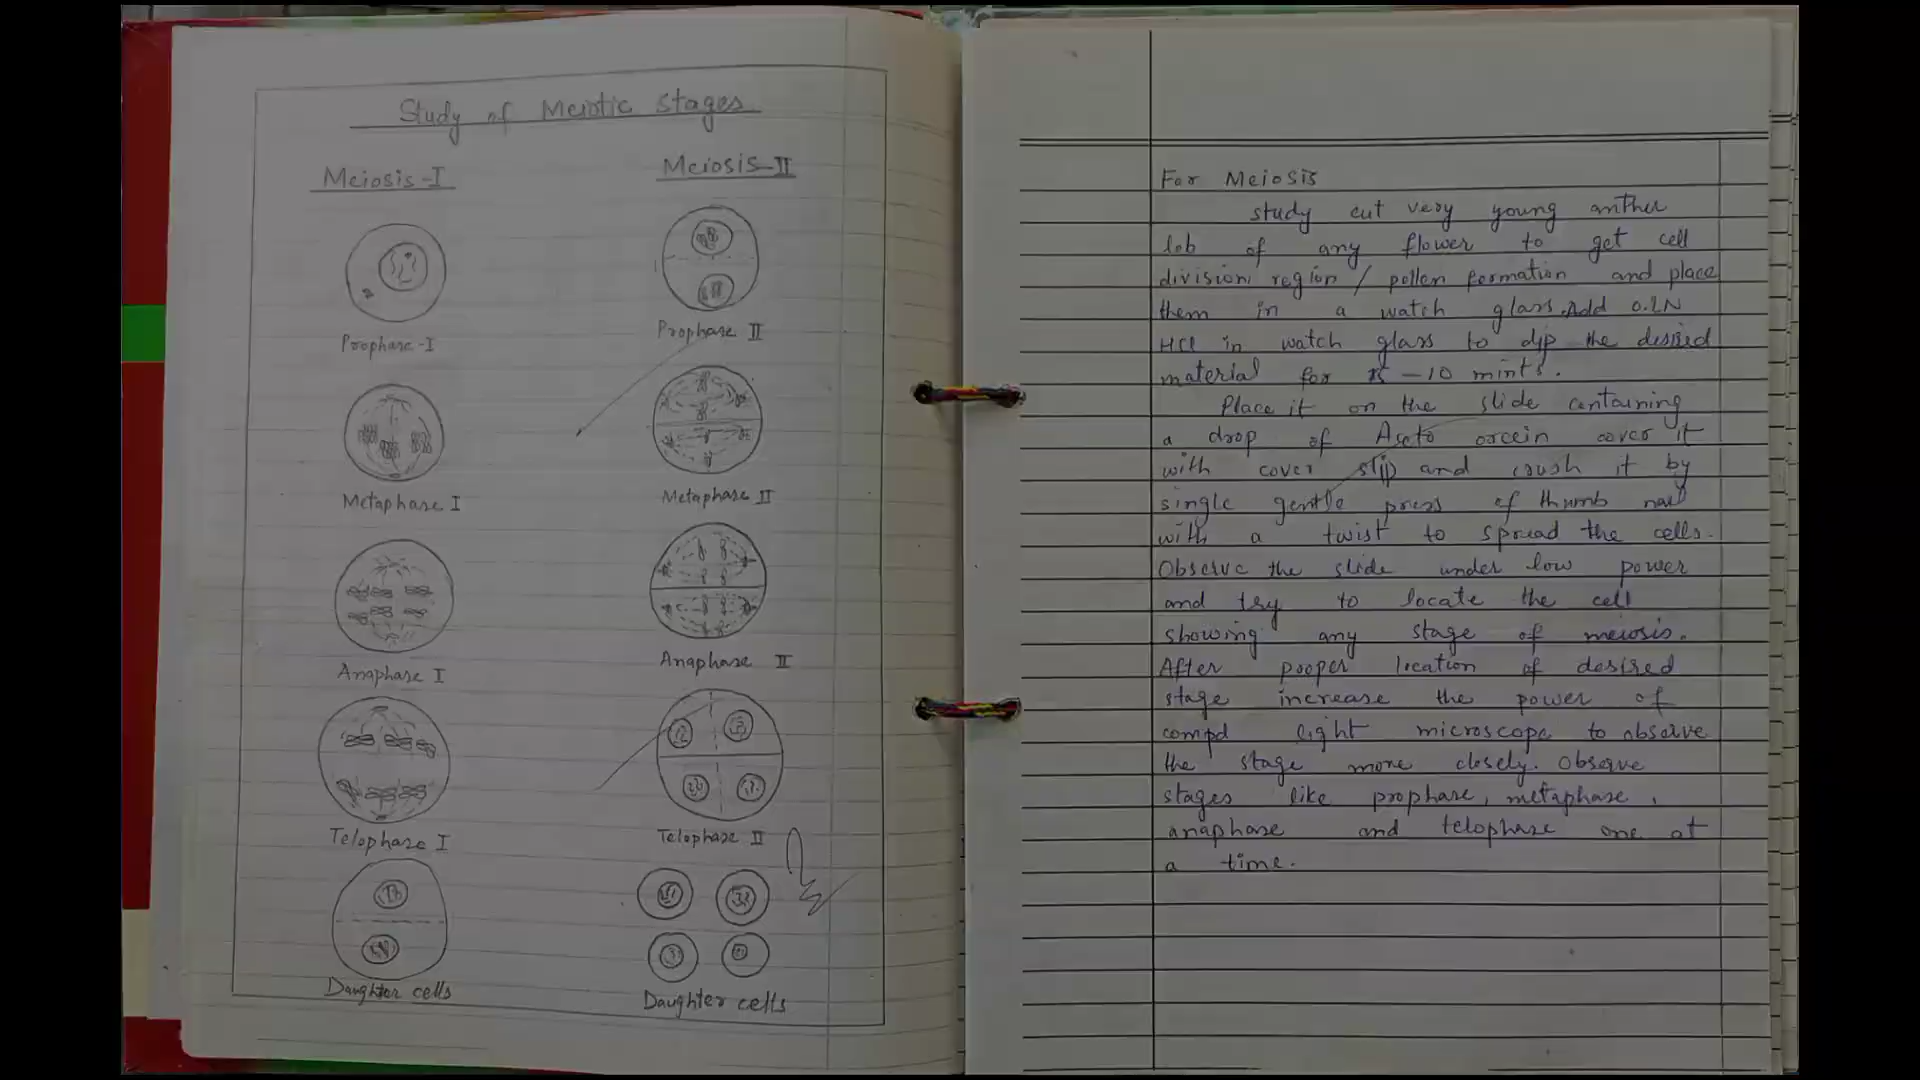 Study of Meiotic stages
Meiosis-I
Prophase-I
Metaphase I
Anaphase I
Telophase I
Daughter cells
Meiosis-II
Prophase II
Metaphase II
Anaphase II
Telophase II
Daughter cells
For Meiosis
study cut very young anther
lob of any flower to get cell
division region / pollen formation and place
them in a watch glass. Add 0.1N
HCl in watch glass to dip the desired
material for 5 - 10 mints.
Place it on the slide containing
a drop of Aceto orcein cover it
with cover slip and crush it by
single gentle press of thumb nail
with a twist to spread the cells.
Observe the slide under low power
and try to locate the cell
showing any stage of meiosis.
After pooper location of desired
stage increase the power of
compd light microscope to observe
the stage more closely. Observe
stages like prophase, metaphase,
anaphase and telophase one at
a time.